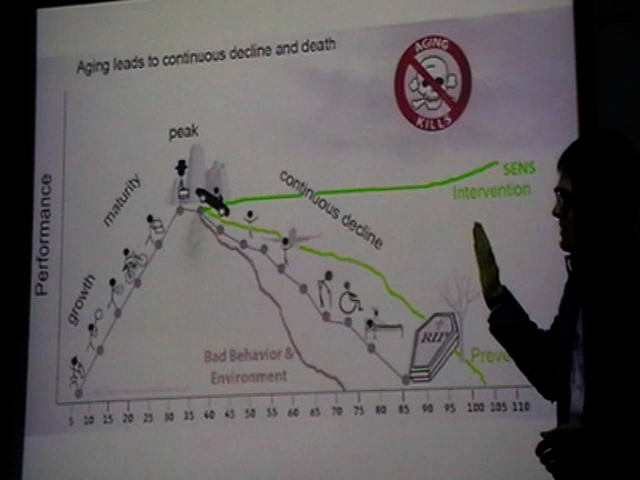 Aging leads to continuous decline and death
AGING
KILLS
peak
maturity
growth
continuous decline
SENS
Intervention
Performance
RIP
Bad Behavior &
Environment
Preve
5 10 15 20 25 30 35 40 45 50 55 60 65 70 75 80 85 90 95 100 105 110